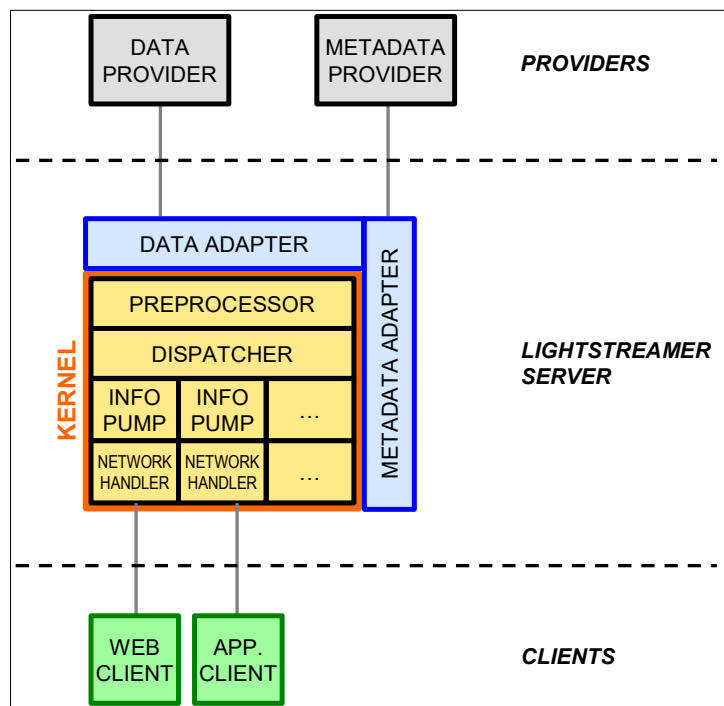 DATA
PROVIDER
METADATA
PROVIDER
PROVIDERS
DATA ADAPTER
METADATA ADAPTER
KERNEL
PREPROCESSOR
DISPATCHER
INFO
PUMP
INFO
PUMP
...
NETWORK
HANDLER
NETWORK
HANDLER
...
LIGHTSTREAMER
SERVER
WEB
CLIENT
APP.
CLIENT
CLIENTS